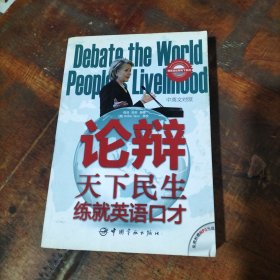 Debate the World
People's Livelihood
中英文对照
论辩
天下民生
练就英语口才
中国宇航出版社